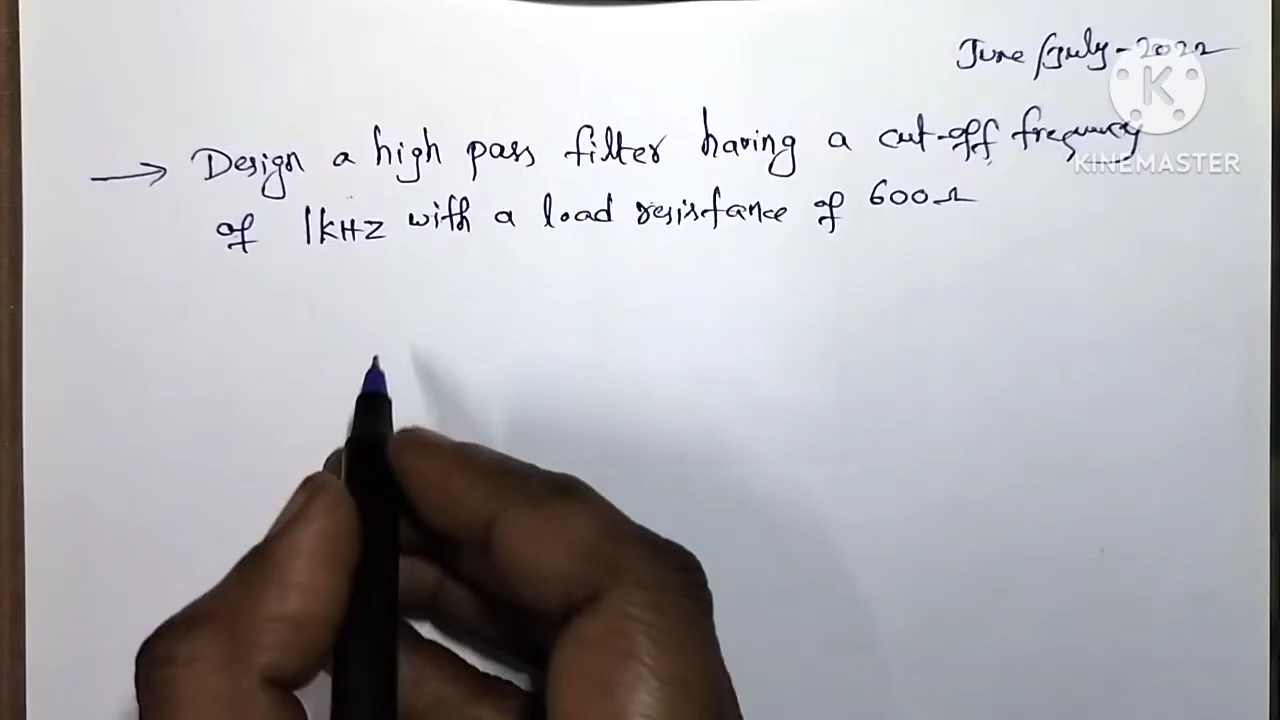 June/July-2022
K
KINEMASTER
→ Design a high pass filter having a cut-off frequency
of 1KHZ with a load resistance of 600Ω